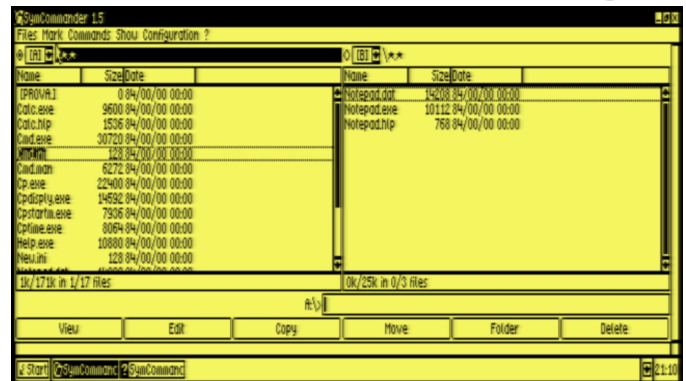 SymCommander 1.5
Files Mark Commands Show Configuration ?
[A] \*.* [B] \*.*
Name Size Date Name Size Date
[PROVA.] 0 84/00/00 00:00 Notepad.dat 14208 84/00/00 00:00
Calc.exe 9600 84/00/00 00:00 Notepad.exe 10112 84/00/00 00:00
Calc.hlp 1536 84/00/00 00:00 Notepad.hlp 768 84/00/00 00:00
Cmd.exe 30720 84/00/00 00:00
128 84/00/00 00:00
Cmd.man 6272 84/00/00 00:00
Cp.exe 22400 84/00/00 00:00
Cpdisply.exe 14592 84/00/00 00:00
Cpstartm.exe 7936 84/00/00 00:00
Cptime.exe 8064 84/00/00 00:00
Help.exe 10880 84/00/00 00:00
New.ini 128 84/00/00 00:00
1k/171k in 1/17 files 0k/25k in 0/3 files
A:\>
View Edit Copy Move Folder Delete
Start SymCommand ? SymCommand 21:10